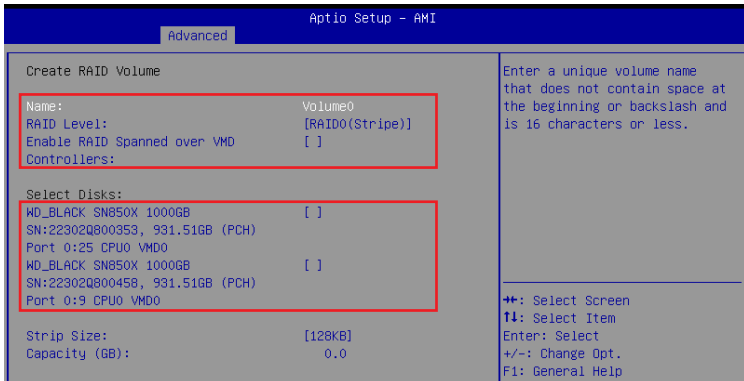 Aptio Setup - AMI
Advanced
Create RAID Volume
Name: Volume0
RAID Level: [RAID0(Stripe)]
Enable RAID Spanned over VMD [ ]
Controllers:
Select Disks:
WD_BLACK SN850X 1000GB [ ]
SN:22302Q800353, 931.51GB (PCH)
Port 0:25 CPU0 VMD0
WD_BLACK SN850X 1000GB [ ]
SN:22302Q800458, 931.51GB (PCH)
Port 0:9 CPU0 VMD0
Strip Size: [128KB]
Capacity (GB): 0.0
Enter a unique volume name
that does not contain space at
the beginning or backslash and
is 16 characters or less.
→←: Select Screen
↑↓: Select Item
Enter: Select
+/-: Change Opt.
F1: General Help